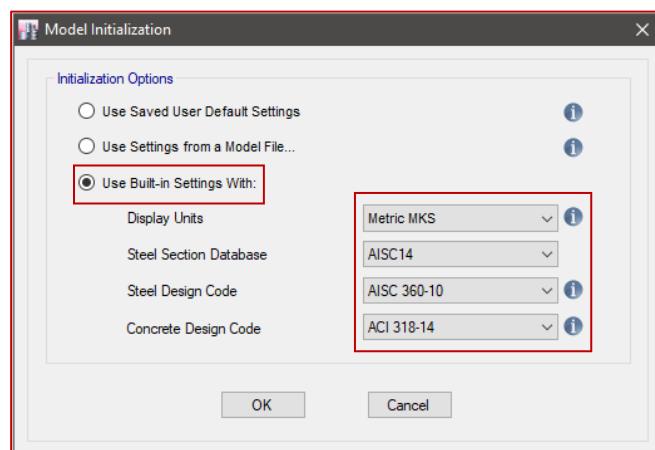 Model Initialization
Initialization Options
Use Saved User Default Settings
Use Settings from a Model File...
Use Built-in Settings With:
Display Units Metric MKS
Steel Section Database AISC14
Steel Design Code AISC 360-10
Concrete Design Code ACI 318-14
OK Cancel